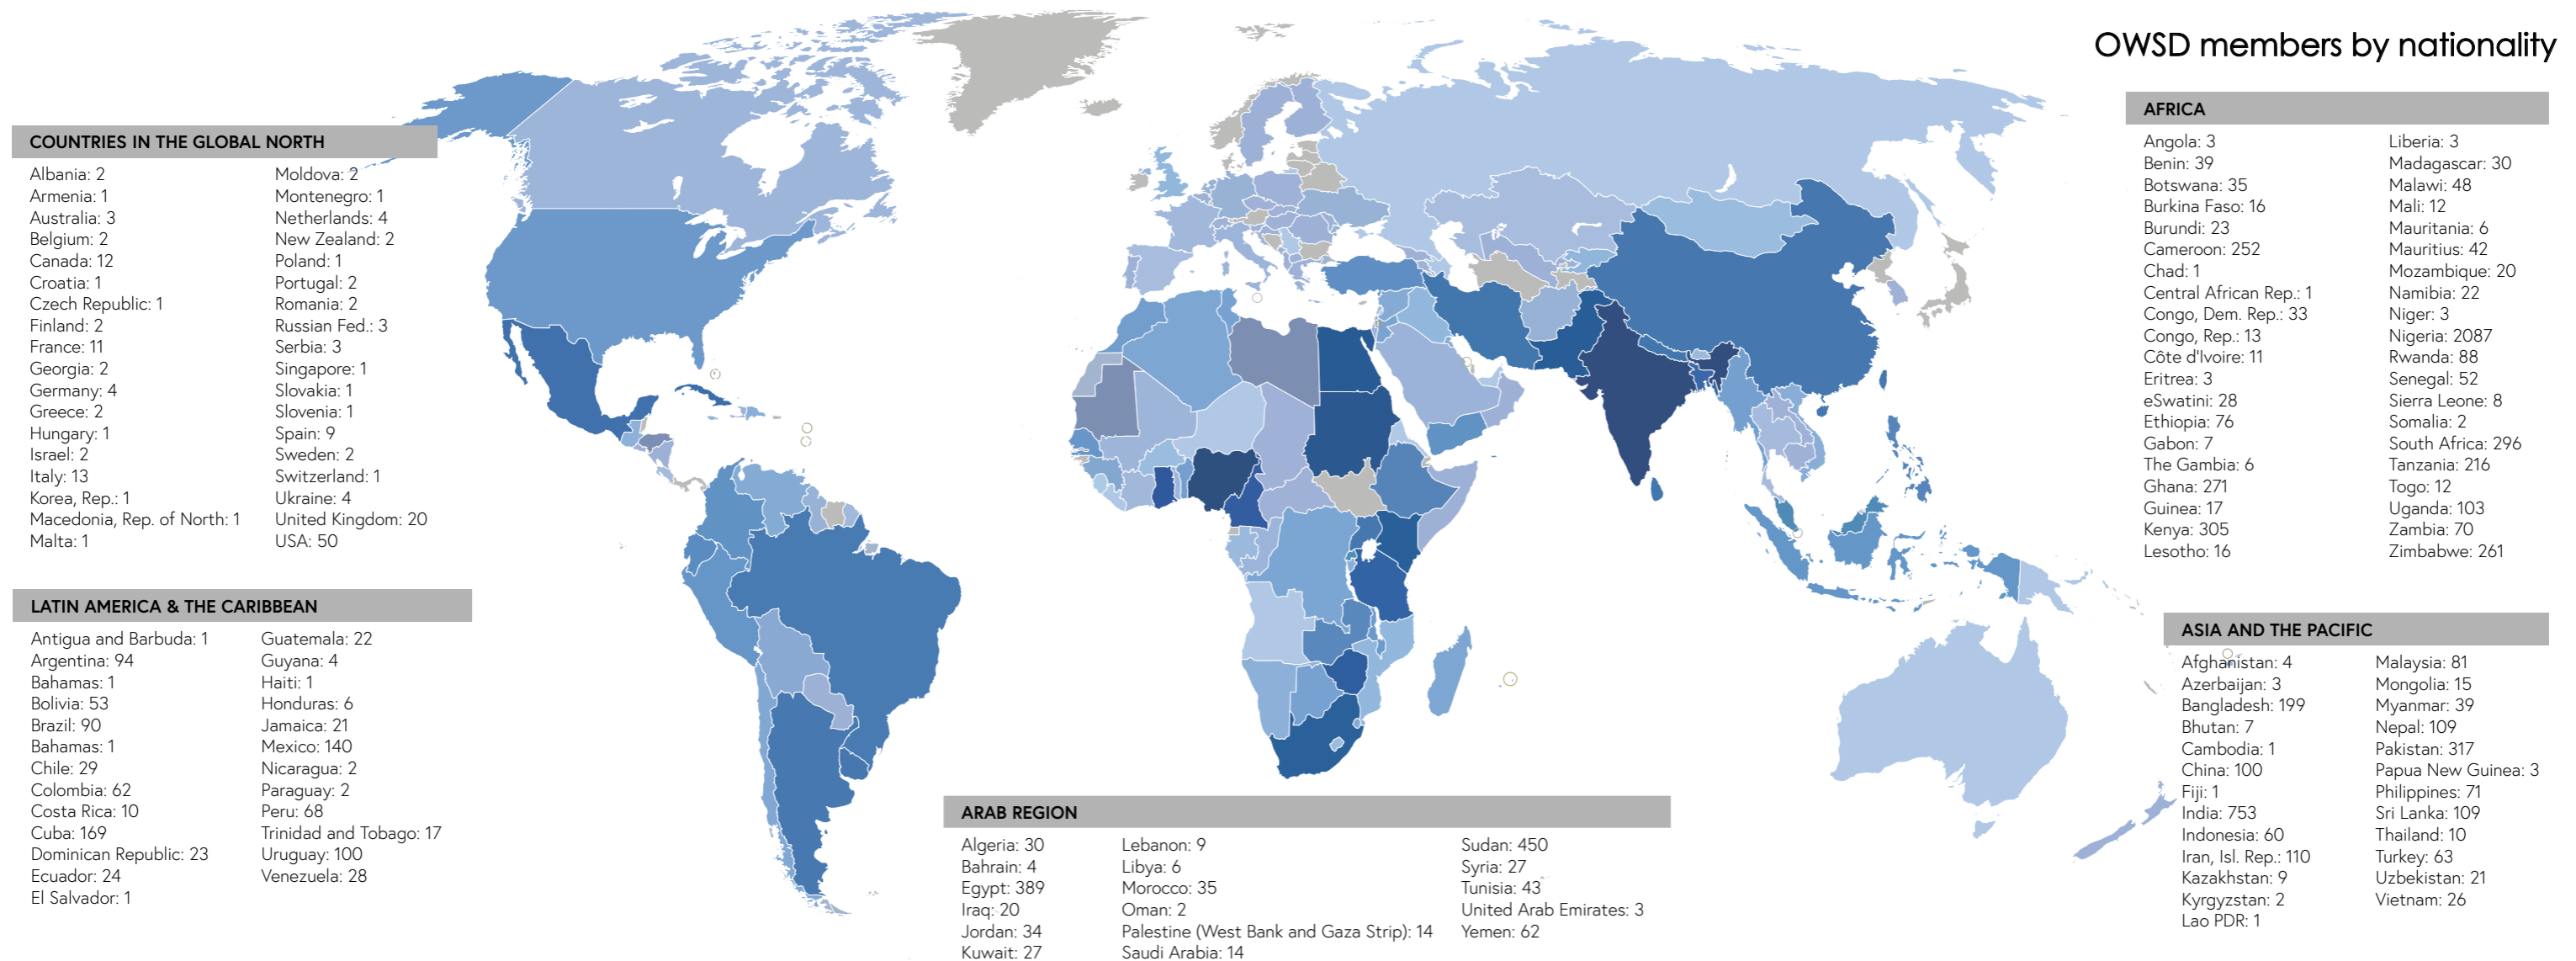 OWSD members by nationality
COUNTRIES IN THE GLOBAL NORTH
Albania: 2
Armenia: 1
Australia: 3
Belgium: 2
Canada: 12
Croatia: 1
Czech Republic: 1
Finland: 2
France: 11
Georgia: 2
Germany: 4
Greece: 2
Hungary: 1
Israel: 2
Italy: 13
Korea, Rep.: 1
Macedonia, Rep. of North: 1
Malta: 1
Moldova: 2
Montenegro: 1
Netherlands: 4
New Zealand: 2
Poland: 1
Portugal: 2
Romania: 2
Russian Fed.: 3
Serbia: 3
Singapore: 1
Slovakia: 1
Slovenia: 1
Spain: 9
Sweden: 2
Switzerland: 1
Ukraine: 4
United Kingdom: 20
USA: 50
LATIN AMERICA & THE CARIBBEAN
Antigua and Barbuda: 1
Argentina: 94
Bahamas: 1
Bolivia: 53
Brazil: 90
Bahamas: 1
Chile: 29
Colombia: 62
Costa Rica: 10
Cuba: 169
Dominican Republic: 23
Ecuador: 24
El Salvador: 1
Guatemala: 22
Guyana: 4
Haiti: 1
Honduras: 6
Jamaica: 21
Mexico: 140
Nicaragua: 2
Paraguay: 2
Peru: 68
Trinidad and Tobago: 17
Uruguay: 100
Venezuela: 28
ARAB REGION
Algeria: 30
Bahrain: 4
Egypt: 389
Iraq: 20
Jordan: 34
Kuwait: 27
Lebanon: 9
Libya: 6
Morocco: 35
Oman: 2
Palestine (West Bank and Gaza Strip): 14
Saudi Arabia: 14
Sudan: 450
Syria: 27
Tunisia: 43
United Arab Emirates: 3
Yemen: 62
AFRICA
Angola: 3
Benin: 39
Botswana: 35
Burkina Faso: 16
Burundi: 23
Cameroon: 252
Chad: 1
Central African Rep.: 1
Congo, Dem. Rep.: 33
Congo, Rep.: 13
Côte d'Ivoire: 11
Eritrea: 3
eSwatini: 28
Ethiopia: 76
Gabon: 7
The Gambia: 6
Ghana: 271
Guinea: 17
Kenya: 305
Lesotho: 16
Liberia: 3
Madagascar: 30
Malawi: 48
Mali: 12
Mauritania: 6
Mauritius: 42
Mozambique: 20
Namibia: 22
Niger: 3
Nigeria: 2087
Rwanda: 88
Senegal: 52
Sierra Leone: 8
Somalia: 2
South Africa: 296
Tanzania: 216
Togo: 12
Uganda: 103
Zambia: 70
Zimbabwe: 261
ASIA AND THE PACIFIC
Afghanistan: 4
Azerbaijan: 3
Bangladesh: 199
Bhutan: 7
Cambodia: 1
China: 100
Fiji: 1
India: 753
Indonesia: 60
Iran, Isl. Rep.: 110
Kazakhstan: 9
Kyrgyzstan: 2
Lao PDR: 1
Malaysia: 81
Mongolia: 15
Myanmar: 39
Nepal: 109
Pakistan: 317
Papua New Guinea: 3
Philippines: 71
Sri Lanka: 109
Thailand: 10
Turkey: 63
Uzbekistan: 21
Vietnam: 26